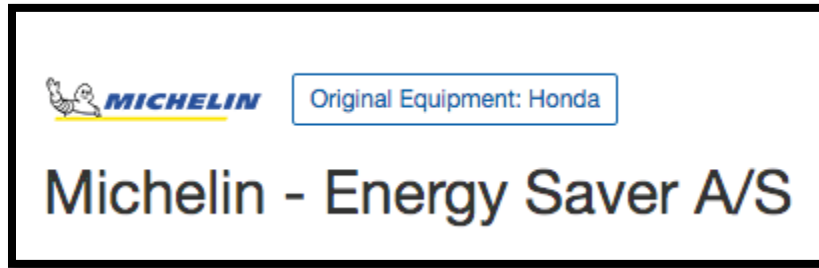 MICHELIN Original Equipment: Honda
Michelin - Energy Saver A/S